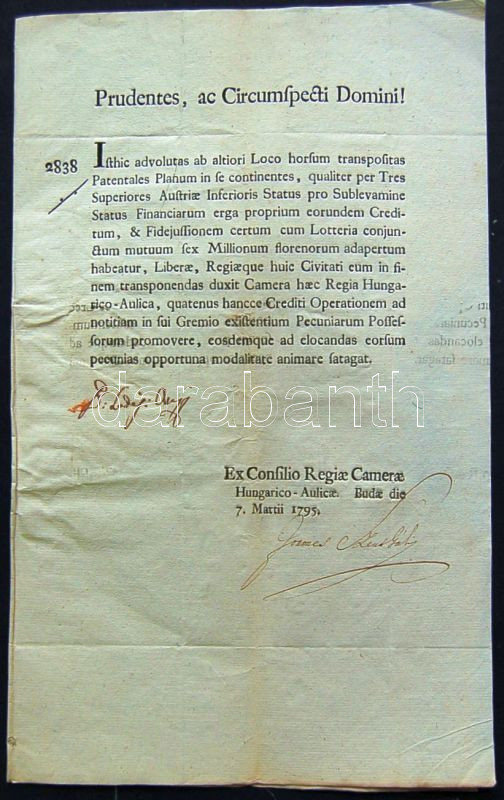 Prudentes, ac Circumſpecti Domini!
2838
Iſthic advolutas ab altiori Loco horſum transpoſitas
Patentales Planum in ſe continentes, qualiter per Tres
Superiores Auſtriæ Inferioris Status pro Sublevamine
Status Financiarum erga proprium eorundem Credi-
tum, & Fidejuſſionem certum cum Lotteria conjun-
ctum mutuum ſex Millionum florenorum adapertum
habeatur, Liberæ, Regiæque huic Civitati eum in fi-
nem transponendas duxit Camera hæc Regia Hunga-
rico-Aulica, quatenus hancce Crediti Operationem ad
notitiam in ſui Gremio exiſtentium Pecuniarum Poſſeſ-
ſorum promovere, eosdemque ad elocandas eorſum
pecunias opportuna modalitate animare ſatagat.
darabanth
Ex Conſilio Regiæ Cameræ
Hungarico-Aulicæ. Budæ die
7. Martii 1795.